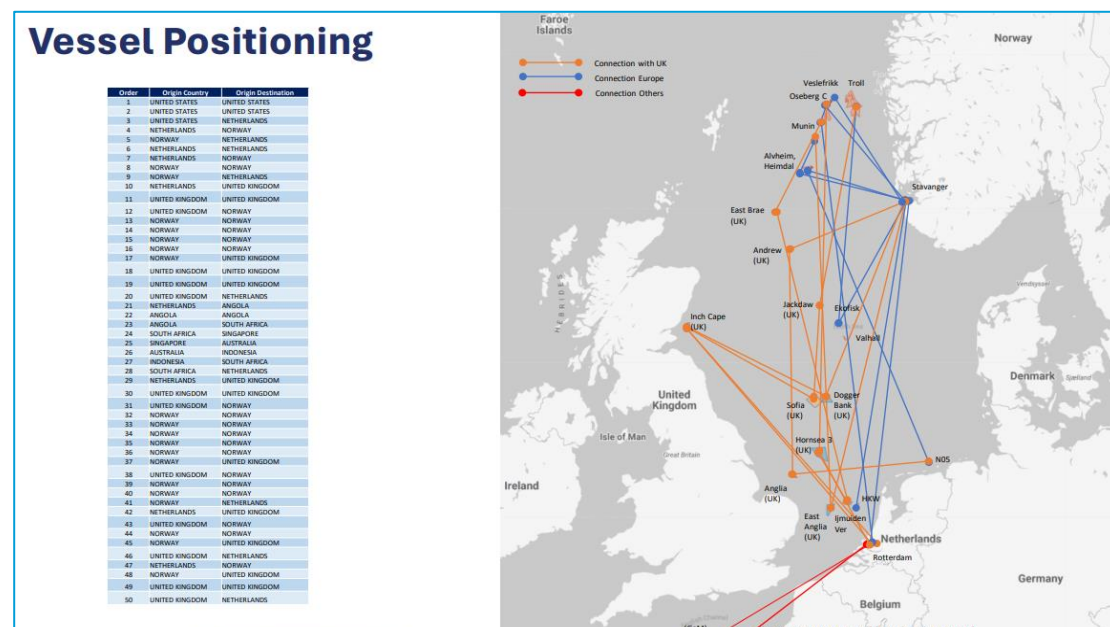 Vessel Positioning
Order Origin Country Origin Destination
1 UNITED STATES UNITED STATES
2 UNITED STATES UNITED STATES
3 UNITED STATES NETHERLANDS
4 NETHERLANDS NORWAY
5 NORWAY NETHERLANDS
6 NETHERLANDS NETHERLANDS
7 NETHERLANDS NORWAY
8 NORWAY NORWAY
9 NORWAY NETHERLANDS
10 NETHERLANDS UNITED KINGDOM
11 UNITED KINGDOM UNITED KINGDOM
12 UNITED KINGDOM NORWAY
13 NORWAY NORWAY
14 NORWAY NORWAY
15 NORWAY NORWAY
16 NORWAY NORWAY
17 NORWAY UNITED KINGDOM
18 UNITED KINGDOM UNITED KINGDOM
19 UNITED KINGDOM UNITED KINGDOM
20 UNITED KINGDOM NETHERLANDS
21 NETHERLANDS ANGOLA
22 ANGOLA ANGOLA
23 ANGOLA SOUTH AFRICA
24 SOUTH AFRICA SINGAPORE
25 SINGAPORE AUSTRALIA
26 AUSTRALIA INDONESIA
27 INDONESIA SOUTH AFRICA
28 SOUTH AFRICA NETHERLANDS
29 NETHERLANDS UNITED KINGDOM
30 UNITED KINGDOM UNITED KINGDOM
31 UNITED KINGDOM NORWAY
32 NORWAY NORWAY
33 NORWAY NORWAY
34 NORWAY NORWAY
35 NORWAY NORWAY
36 NORWAY NORWAY
37 NORWAY UNITED KINGDOM
38 UNITED KINGDOM NORWAY
39 NORWAY NORWAY
40 NORWAY NORWAY
41 NORWAY NETHERLANDS
42 NETHERLANDS UNITED KINGDOM
43 UNITED KINGDOM NORWAY
44 NORWAY NORWAY
45 NORWAY UNITED KINGDOM
46 UNITED KINGDOM NETHERLANDS
47 NETHERLANDS NORWAY
48 NORWAY UNITED KINGDOM
49 UNITED KINGDOM UNITED KINGDOM
50 UNITED KINGDOM NETHERLANDS
Faroe
Islands
Norway
Connection with UK
Connection Europe
Connection Others
Veslefrikk Troll
Oseberg C
Munin
Alvheim,
Heimdal
Stavanger
East Brae
(UK)
Andrew
(UK)
HEBRIDES
Vendsyssel
Jackdaw
(UK)
Ekofisk
Inch Cape
(UK)
Valhall
Denmark
Sjælland
United
Kingdom
Sofia
(UK)
Dogger
Bank
(UK)
Isle of Man
Great Britain
Hornsea 3
(UK)
N05
Ireland
Anglia
(UK)
HKW
East
Anglia
(UK)
Ijmuiden
Ver
Netherlands
Rotterdam
Germany
Belgium